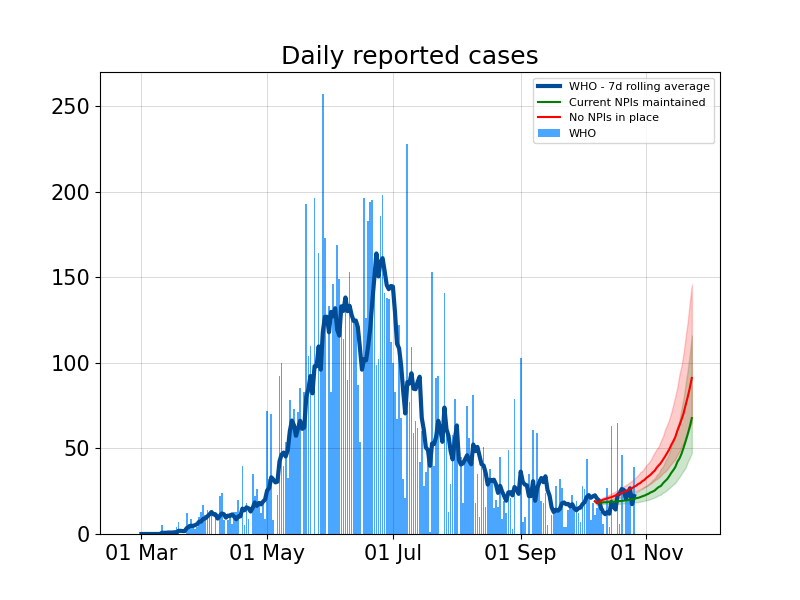 Daily reported cases
WHO - 7d rolling average
Current NPIs maintained
No NPIs in place
WHO
250
200
150
100
50
0
01 Mar 01 May 01 Jul 01 Sep 01 Nov